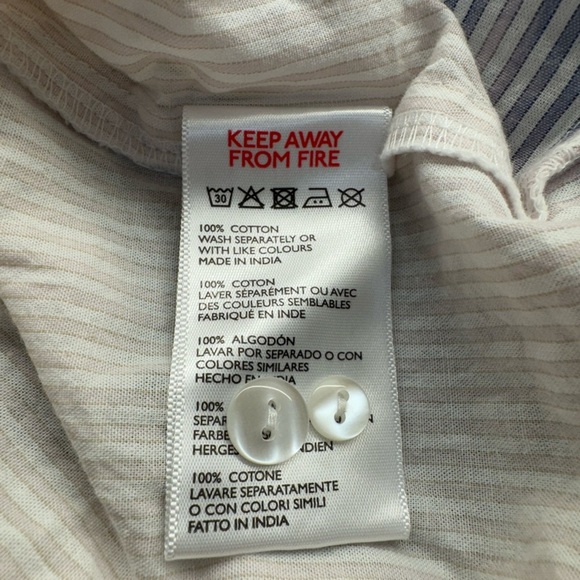 KEEP AWAY
FROM FIRE
30
100% COTTON
WASH SEPARATELY OR
WITH LIKE COLOURS
MADE IN INDIA
100% COTON
LAVER SÉPARÉMENT OU AVEC
DES COULEURS SEMBLABLES
FABRIQUÉ EN INDE
100% ALGODÓN
LAVAR POR SEPARADO O CON
COLORES SIMILARES
HECHO EN INDIA
100%
100% COTONE
LAVARE SEPARATAMENTE
O CON COLORI SIMILI
FATTO IN INDIA